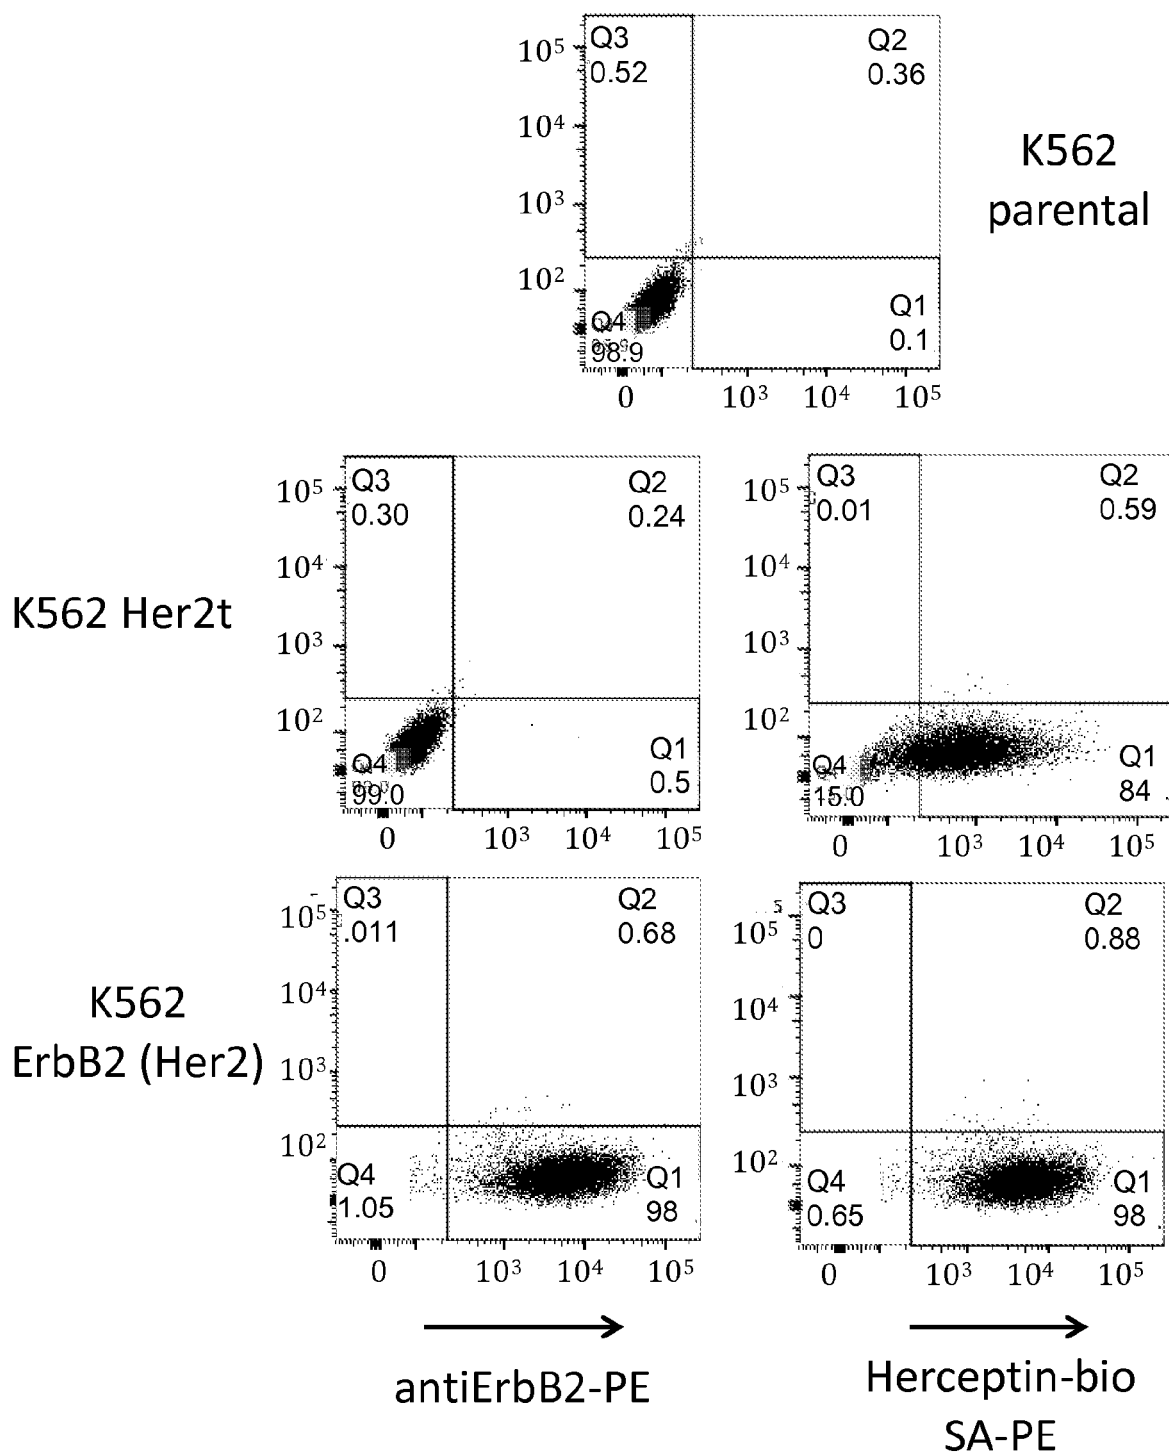 Q3
0.52
Q2
0.36
10⁵
10⁴
10³
10²
Q4
98.9
Q1
0.1
0
10³
10⁴
10⁵
K562
parental
K562 Her2t
Q3
0.30
Q2
0.24
10⁵
10⁴
10³
10²
Q4
99.0
Q1
0.5
0
10³
10⁴
10⁵
Q3
0.01
Q2
0.59
10⁵
10⁴
10³
10²
Q4
15.0
Q1
84
0
10³
10⁴
10⁵
K562
ErbB2 (Her2)
Q3
.011
Q2
0.68
10⁵
10⁴
10³
10²
Q4
1.05
Q1
98
0
10³
10⁴
10⁵
Q3
0
Q2
0.88
5
10⁵
10⁴
10³
10²
Q4
0.65
Q1
98
0
10³
10⁴
10⁵
antiErbB2-PE
Herceptin-bio
SA-PE